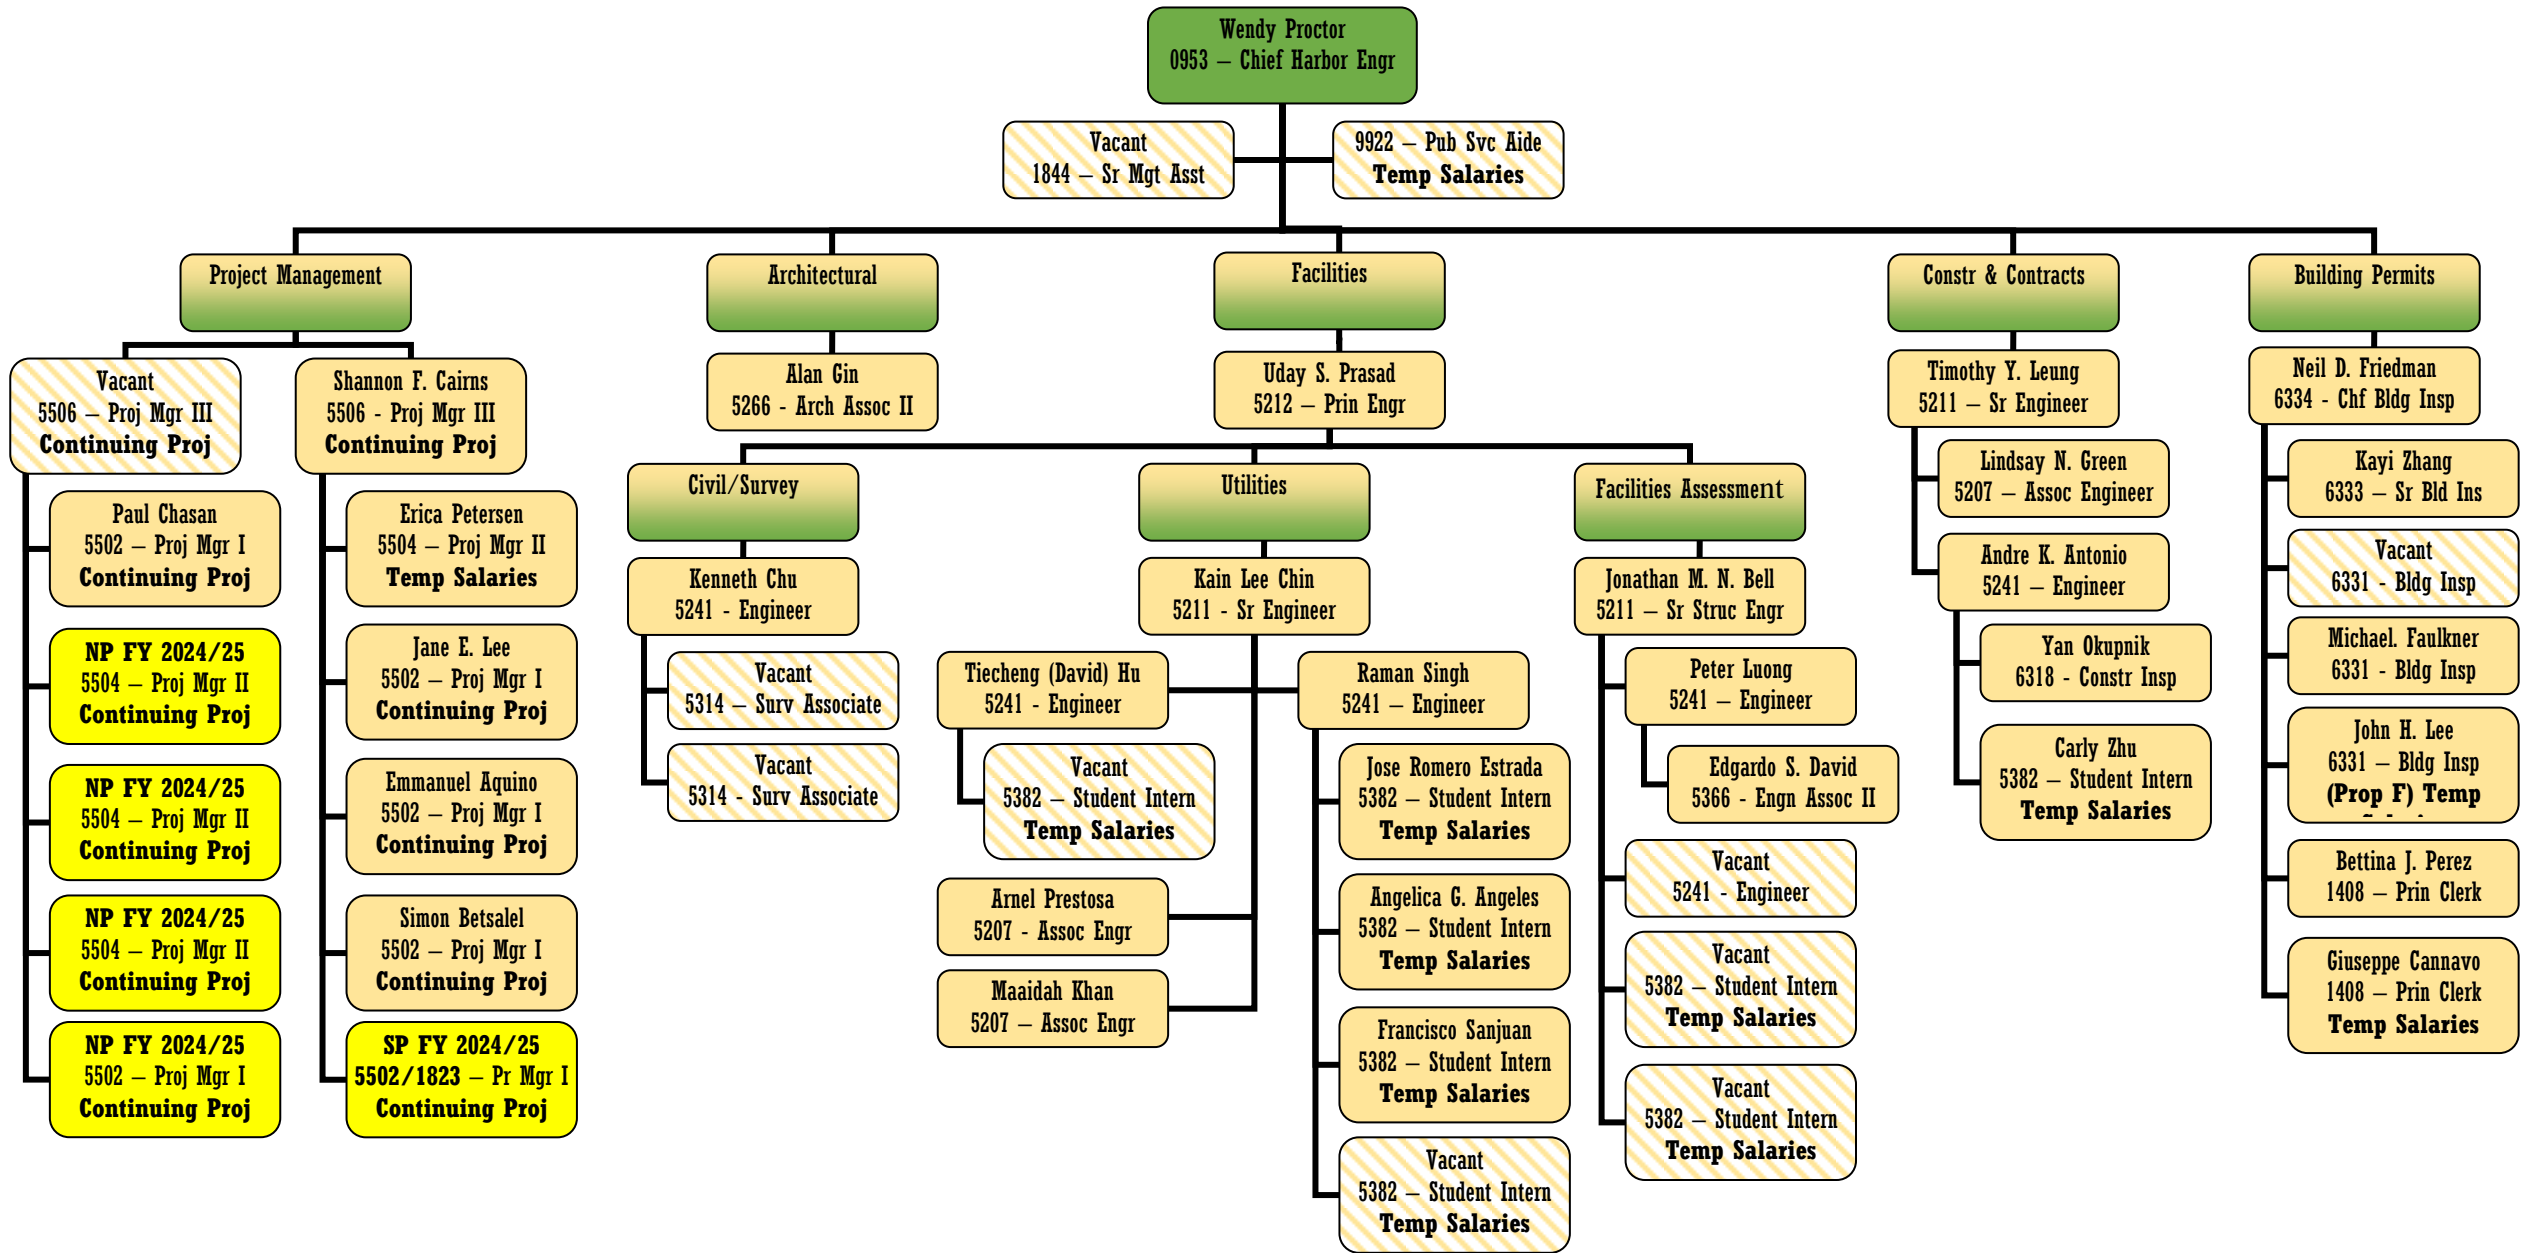 Wendy Proctor
0953 – Chief Harbor Engr
Vacant
1844 – Sr Mgt Asst
9922 – Pub Svc Aide
Temp Salaries
Project Management
Architectural
Facilities
Constr & Contracts
Building Permits
Vacant
5506 – Proj Mgr III
Continuing Proj
Paul Chasan
5502 – Proj Mgr I
Continuing Proj
NP FY 2024/25
5504 – Proj Mgr II
Continuing Proj
NP FY 2024/25
5504 – Proj Mgr II
Continuing Proj
NP FY 2024/25
5504 – Proj Mgr II
Continuing Proj
NP FY 2024/25
5502 – Proj Mgr I
Continuing Proj
Shannon F. Cairns
5506 - Proj Mgr III
Continuing Proj
Erica Petersen
5504 – Proj Mgr II
Temp Salaries
Jane E. Lee
5502 – Proj Mgr I
Continuing Proj
Emmanuel Aquino
5502 – Proj Mgr I
Continuing Proj
Simon Betsalel
5502 – Proj Mgr I
Continuing Proj
SP FY 2024/25
5502/1823 – Pr Mgr I
Continuing Proj
Alan Gin
5266 - Arch Assoc II
Uday S. Prasad
5212 – Prin Engr
Civil/Survey
Kenneth Chu
5241 - Engineer
Vacant
5314 – Surv Associate
Vacant
5314 - Surv Associate
Utilities
Kain Lee Chin
5211 - Sr Engineer
Tiecheng (David) Hu
5241 - Engineer
Vacant
5382 – Student Intern
Temp Salaries
Arnel Prestosa
5207 - Assoc Engr
Maaidah Khan
5207 – Assoc Engr
Raman Singh
5241 – Engineer
Jose Romero Estrada
5382 – Student Intern
Temp Salaries
Angelica G. Angeles
5382 – Student Intern
Temp Salaries
Francisco Sanjuan
5382 – Student Intern
Temp Salaries
Vacant
5382 – Student Intern
Temp Salaries
Facilities Assessment
Jonathan M. N. Bell
5211 – Sr Struc Engr
Peter Luong
5241 – Engineer
Edgardo S. David
5366 - Engn Assoc II
Vacant
5241 - Engineer
Vacant
5382 – Student Intern
Temp Salaries
Vacant
5382 – Student Intern
Temp Salaries
Timothy Y. Leung
5211 – Sr Engineer
Lindsay N. Green
5207 – Assoc Engineer
Andre K. Antonio
5241 – Engineer
Yan Okupnik
6318 - Constr Insp
Carly Zhu
5382 – Student Intern
Temp Salaries
Neil D. Friedman
6334 - Chf Bldg Insp
Kayi Zhang
6333 – Sr Bld Ins
Vacant
6331 - Bldg Insp
Michael. Faulkner
6331 - Bldg Insp
John H. Lee
6331 – Bldg Insp
(Prop F) Temp
Bettina J. Perez
1408 – Prin Clerk
Giuseppe Cannavo
1408 – Prin Clerk
Temp Salaries